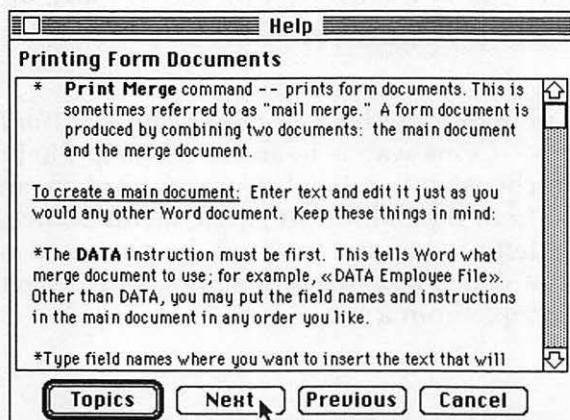 Help
Printing Form Documents
* Print Merge command -- prints form documents. This is
sometimes referred to as "mail merge." A form document is
produced by combining two documents: the main document
and the merge document.
To create a main document: Enter text and edit it just as you
would any other Word document. Keep these things in mind:
*The DATA instruction must be first. This tells Word what
merge document to use; for example, «DATA Employee File».
Other than DATA, you may put the field names and instructions
in the main document in any order you like.
*Type field names where you want to insert the text that will
Topics Next Previous Cancel